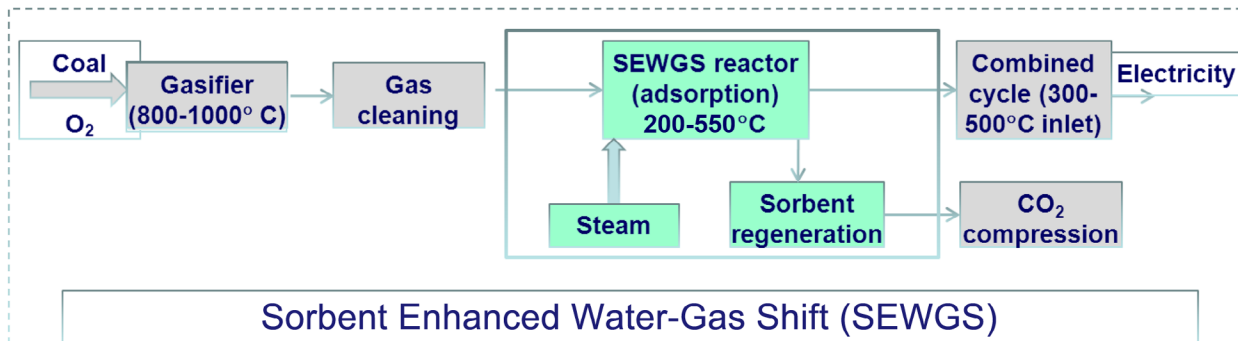 Coal
O₂
Gasifier
(800-1000° C)
Gas
cleaning
SEWGS reactor
(adsorption)
200-550°C
Steam
Sorbent
regeneration
Combined
cycle (300-
500°C inlet)
Electricity
CO₂
compression
Sorbent Enhanced Water-Gas Shift (SEWGS)